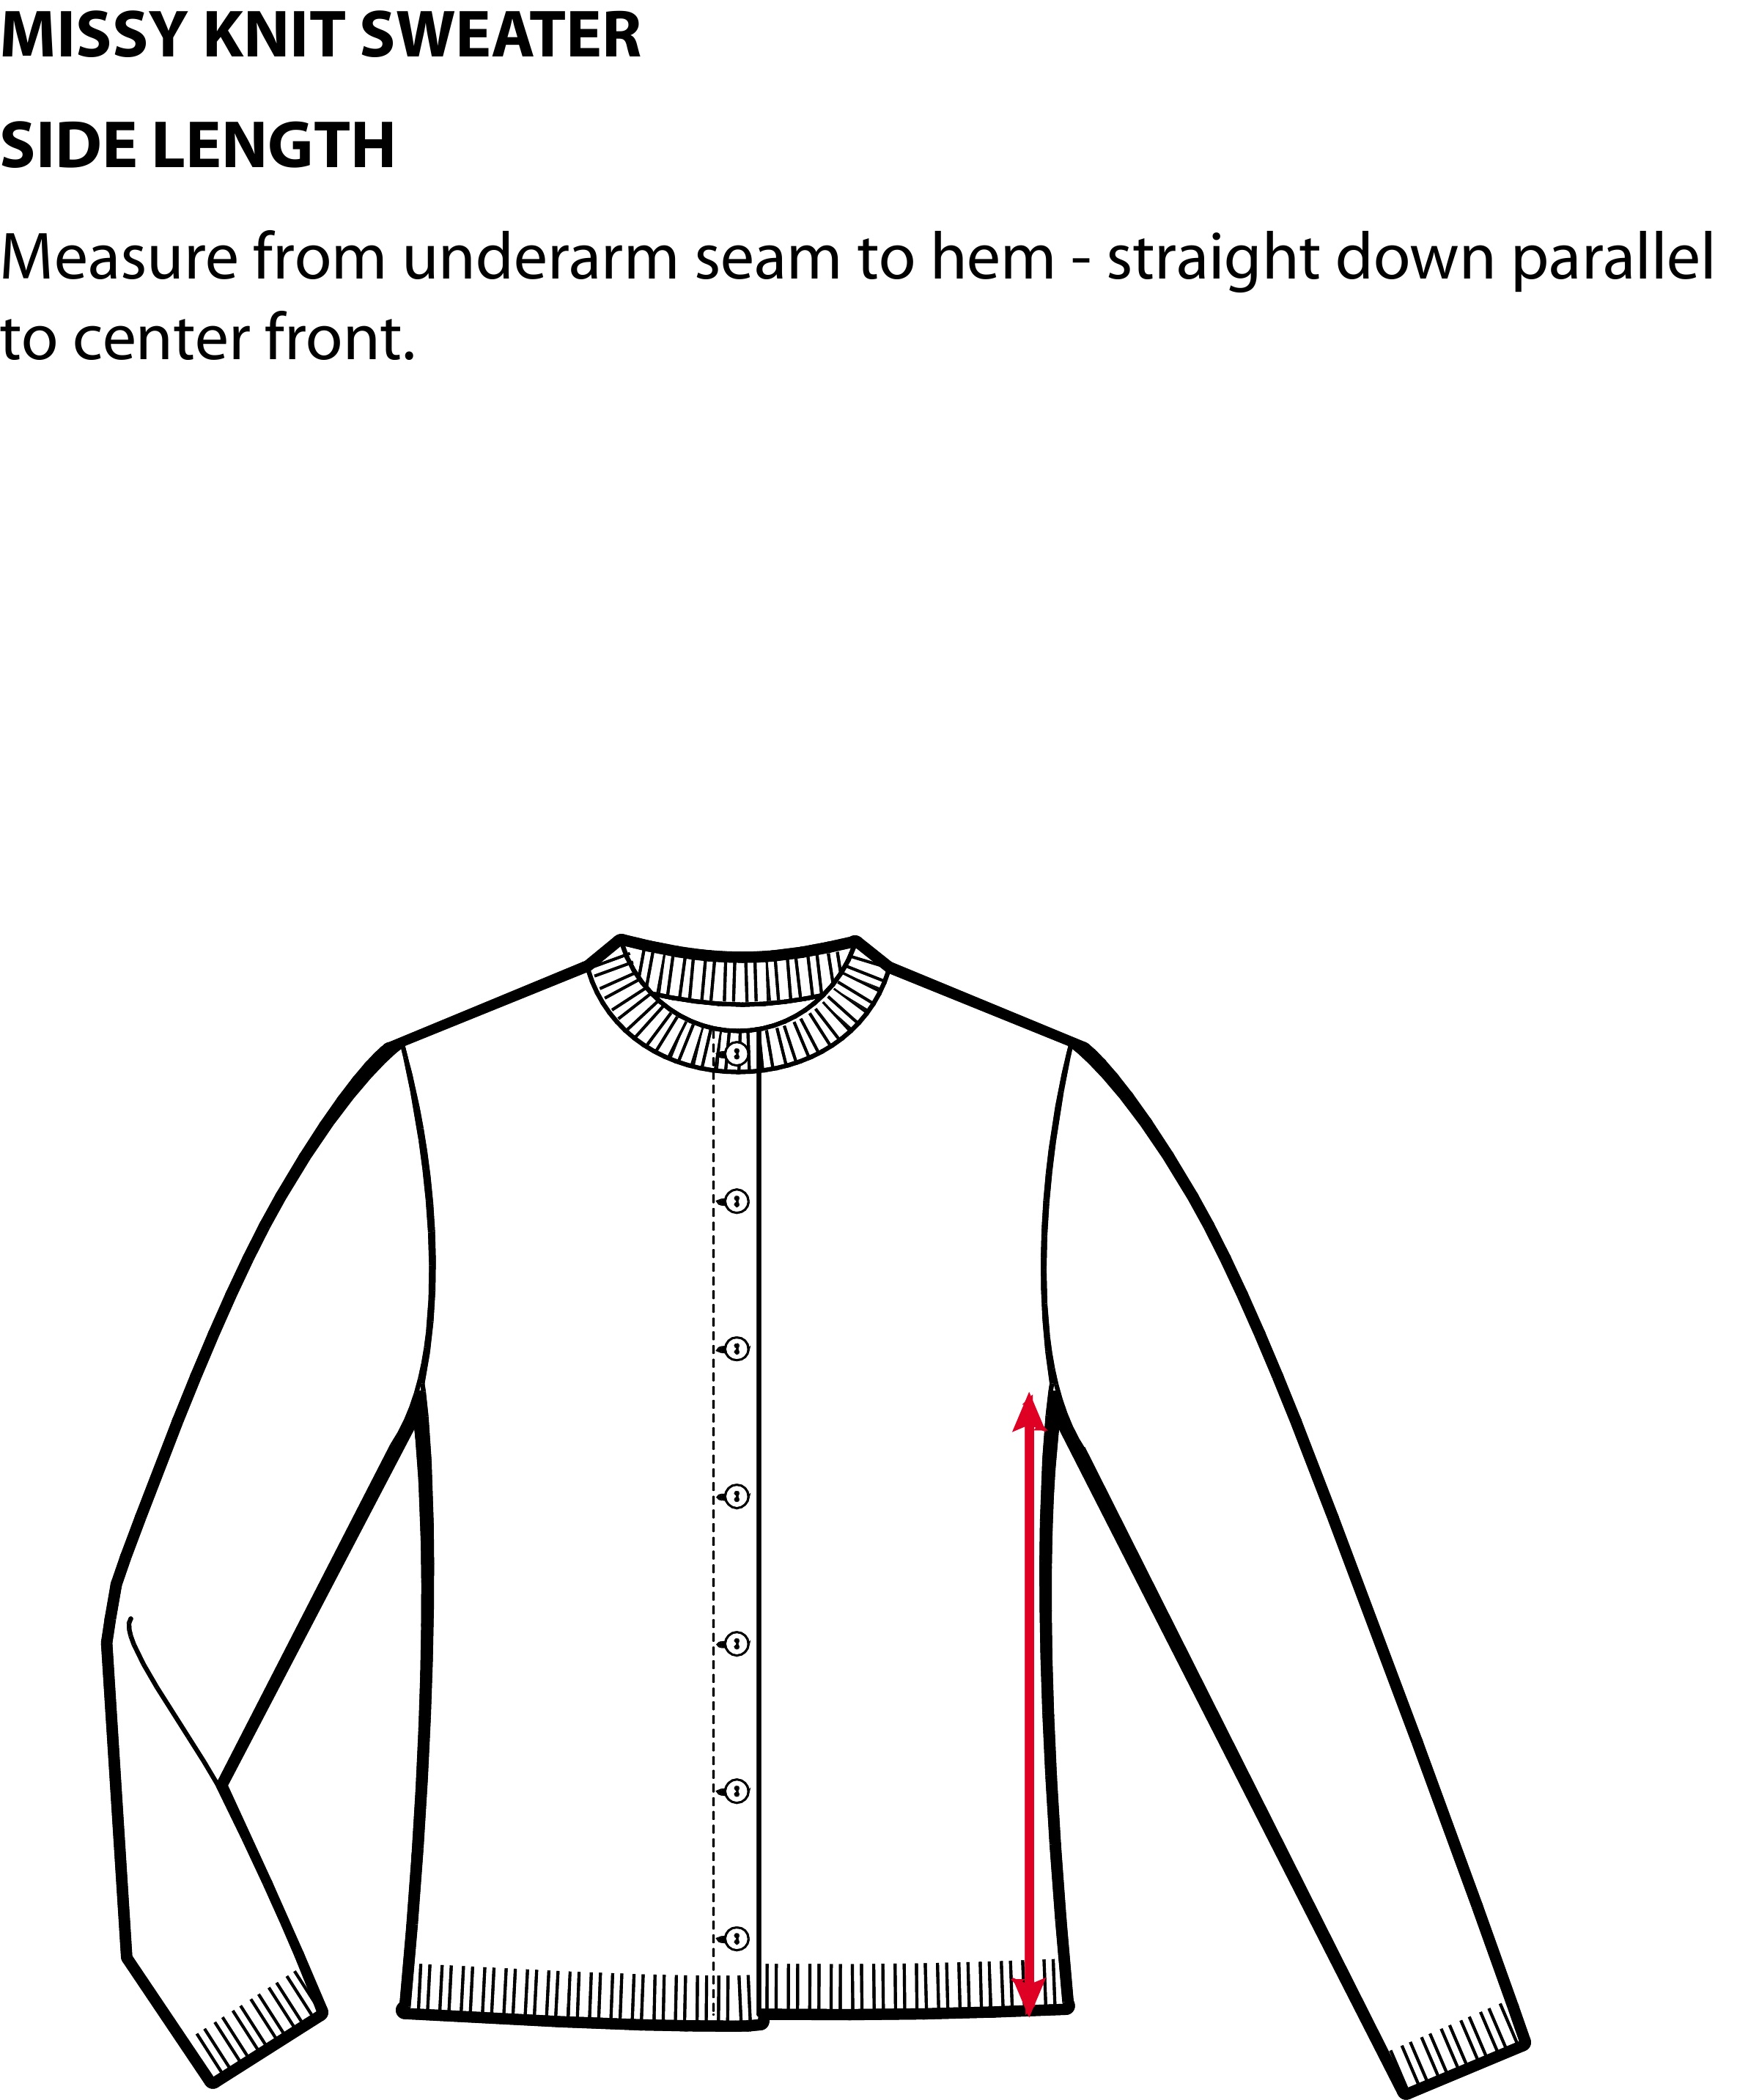 MISSY KNIT SWEATER
SIDE LENGTH
Measure from underarm seam to hem - straight down parallel
to center front.